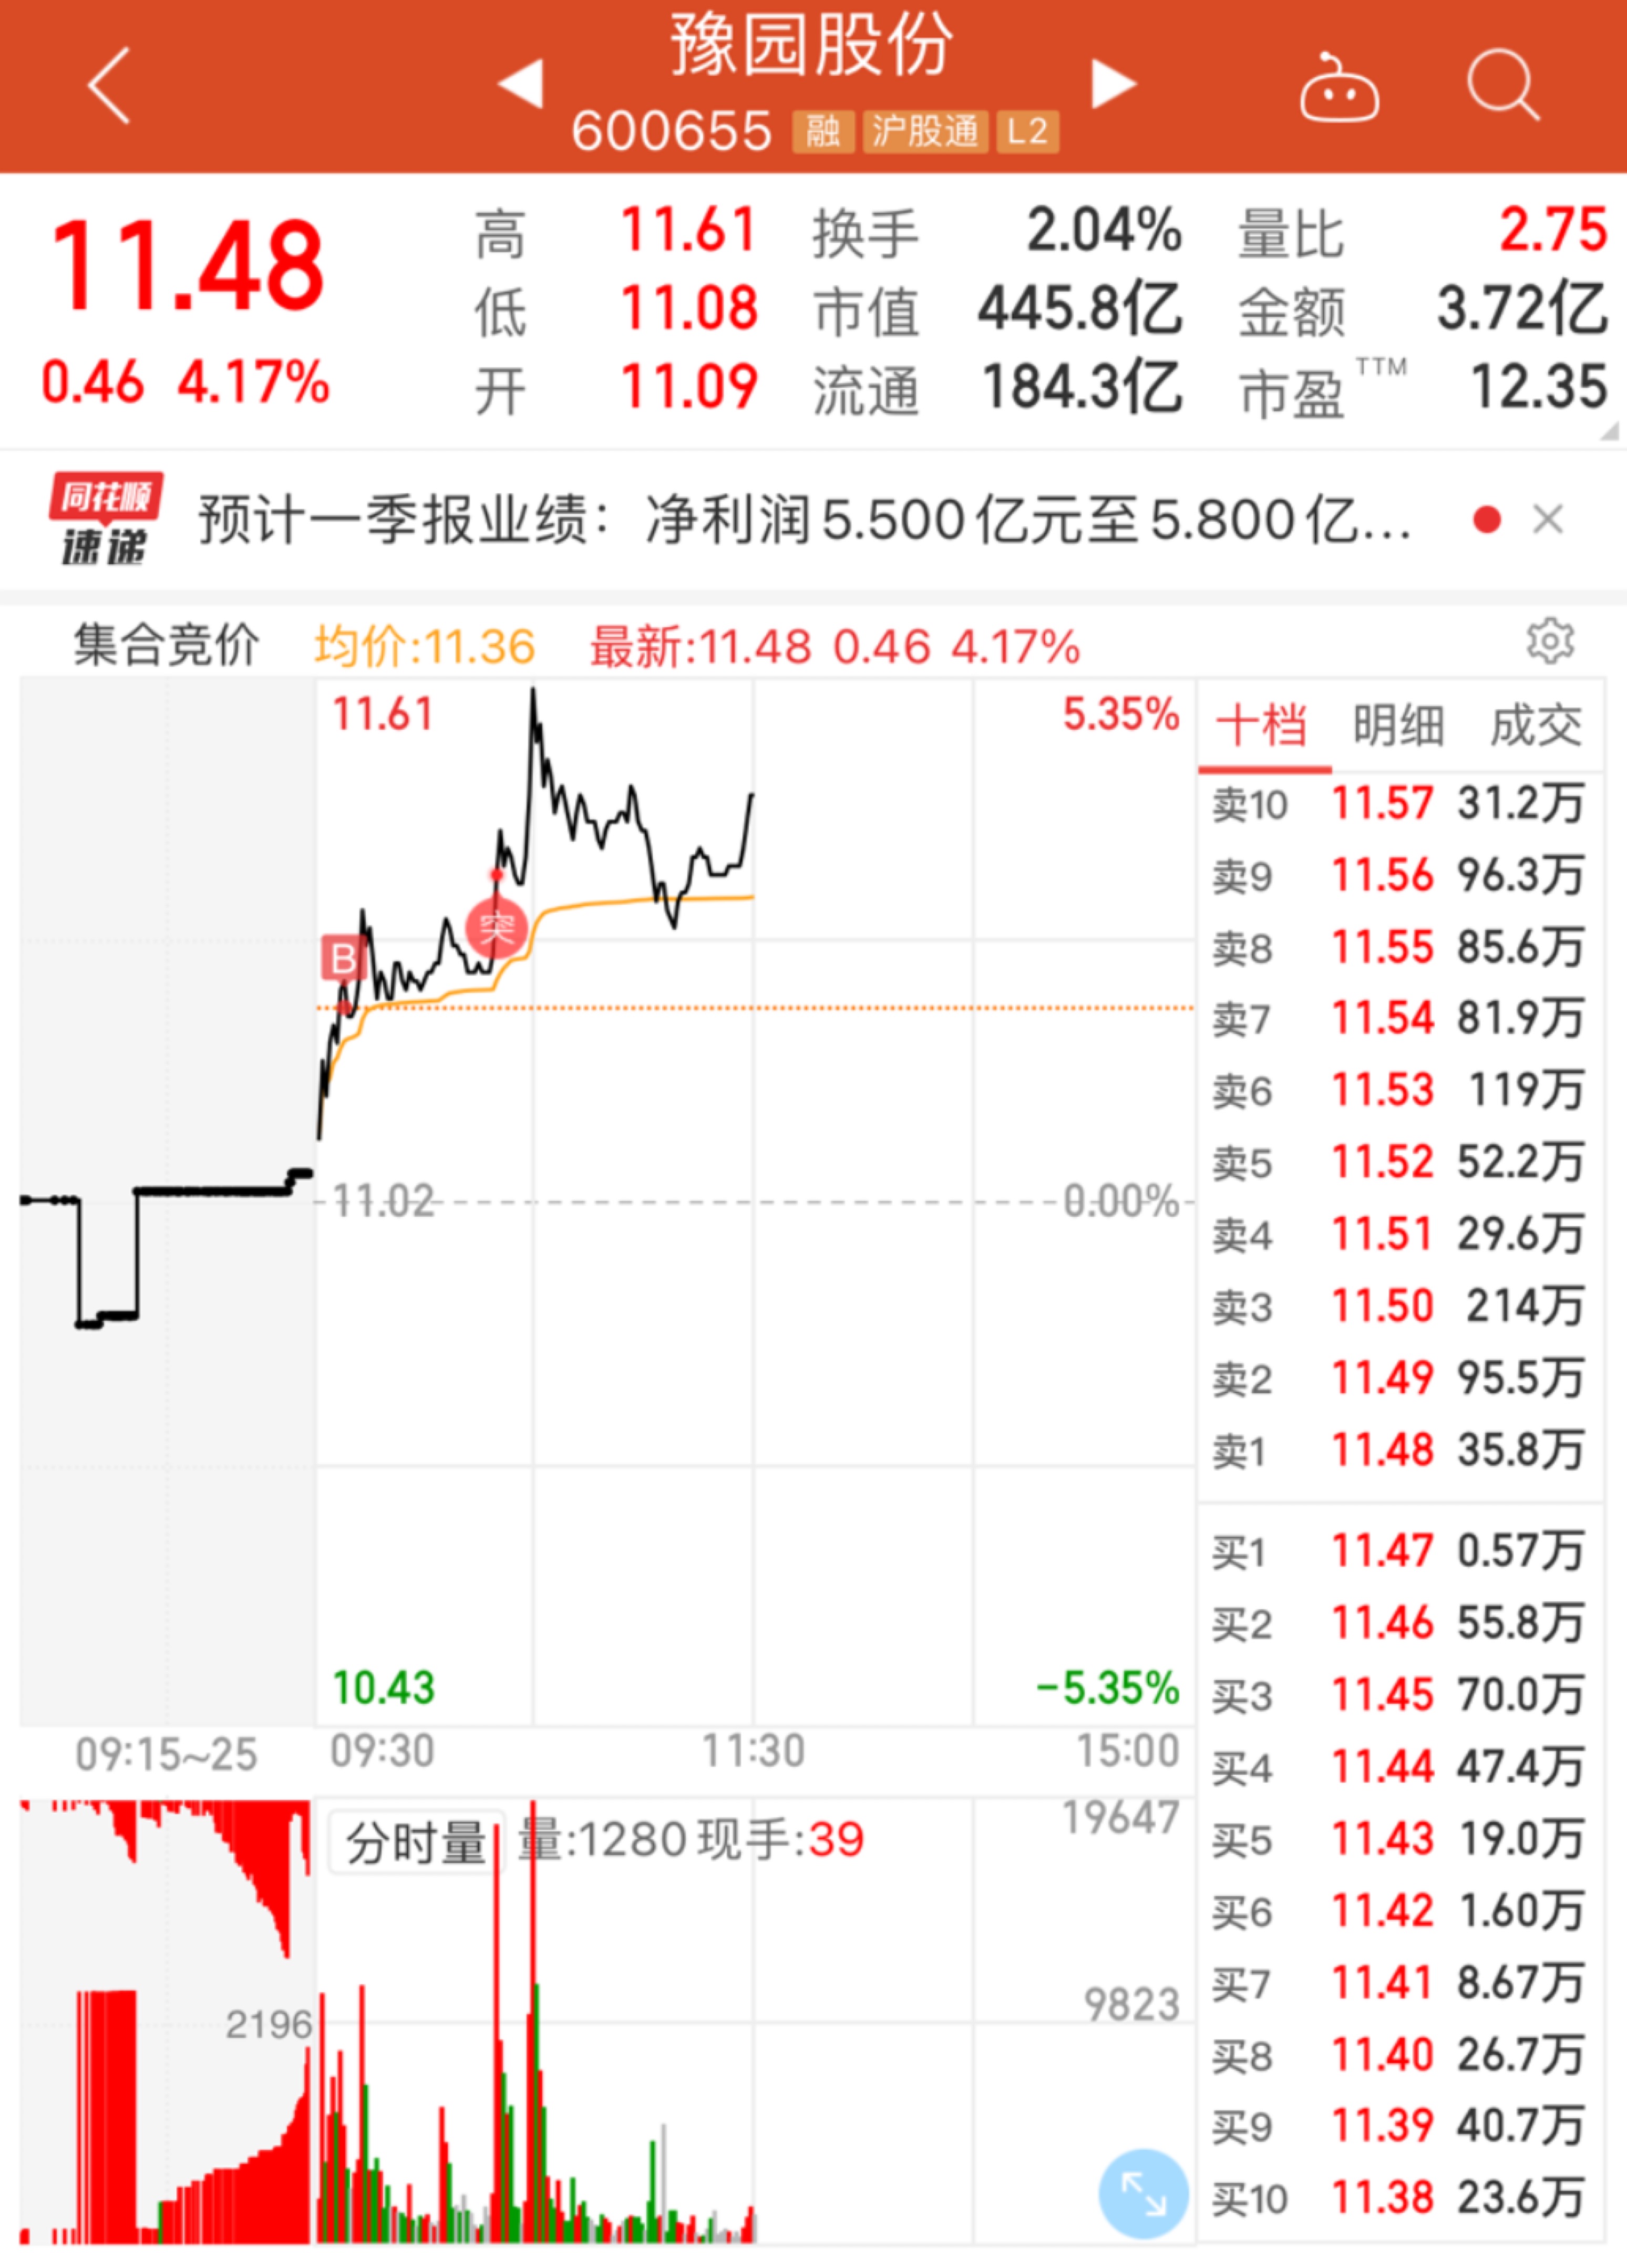 豫园股份
600655 融 沪股通 L2
11.48
0.46 4.17%
高 11.61 换手 2.04% 量比 2.75
低 11.08 市值 445.8亿 金额 3.72亿
开 11.09 流通 184.3亿 市盈TTM 12.35
同花顺
速递
预计一季报业绩：净利润5.500亿元至5.800亿...
集合竞价 均价:11.36 最新:11.48 0.46 4.17%
11.61 5.35%
B
突
11.02 0.00%
10.43 -5.35%
09:15~25 09:30 11:30 15:00
分时量 量:1280 现手:39 19647
2196 9823
十档 明细 成交
卖10 11.57 31.2万
卖9 11.56 96.3万
卖8 11.55 85.6万
卖7 11.54 81.9万
卖6 11.53 119万
卖5 11.52 52.2万
卖4 11.51 29.6万
卖3 11.50 214万
卖2 11.49 95.5万
卖1 11.48 35.8万
买1 11.47 0.57万
买2 11.46 55.8万
买3 11.45 70.0万
买4 11.44 47.4万
买5 11.43 19.0万
买6 11.42 1.60万
买7 11.41 8.67万
买8 11.40 26.7万
买9 11.39 40.7万
买10 11.38 23.6万